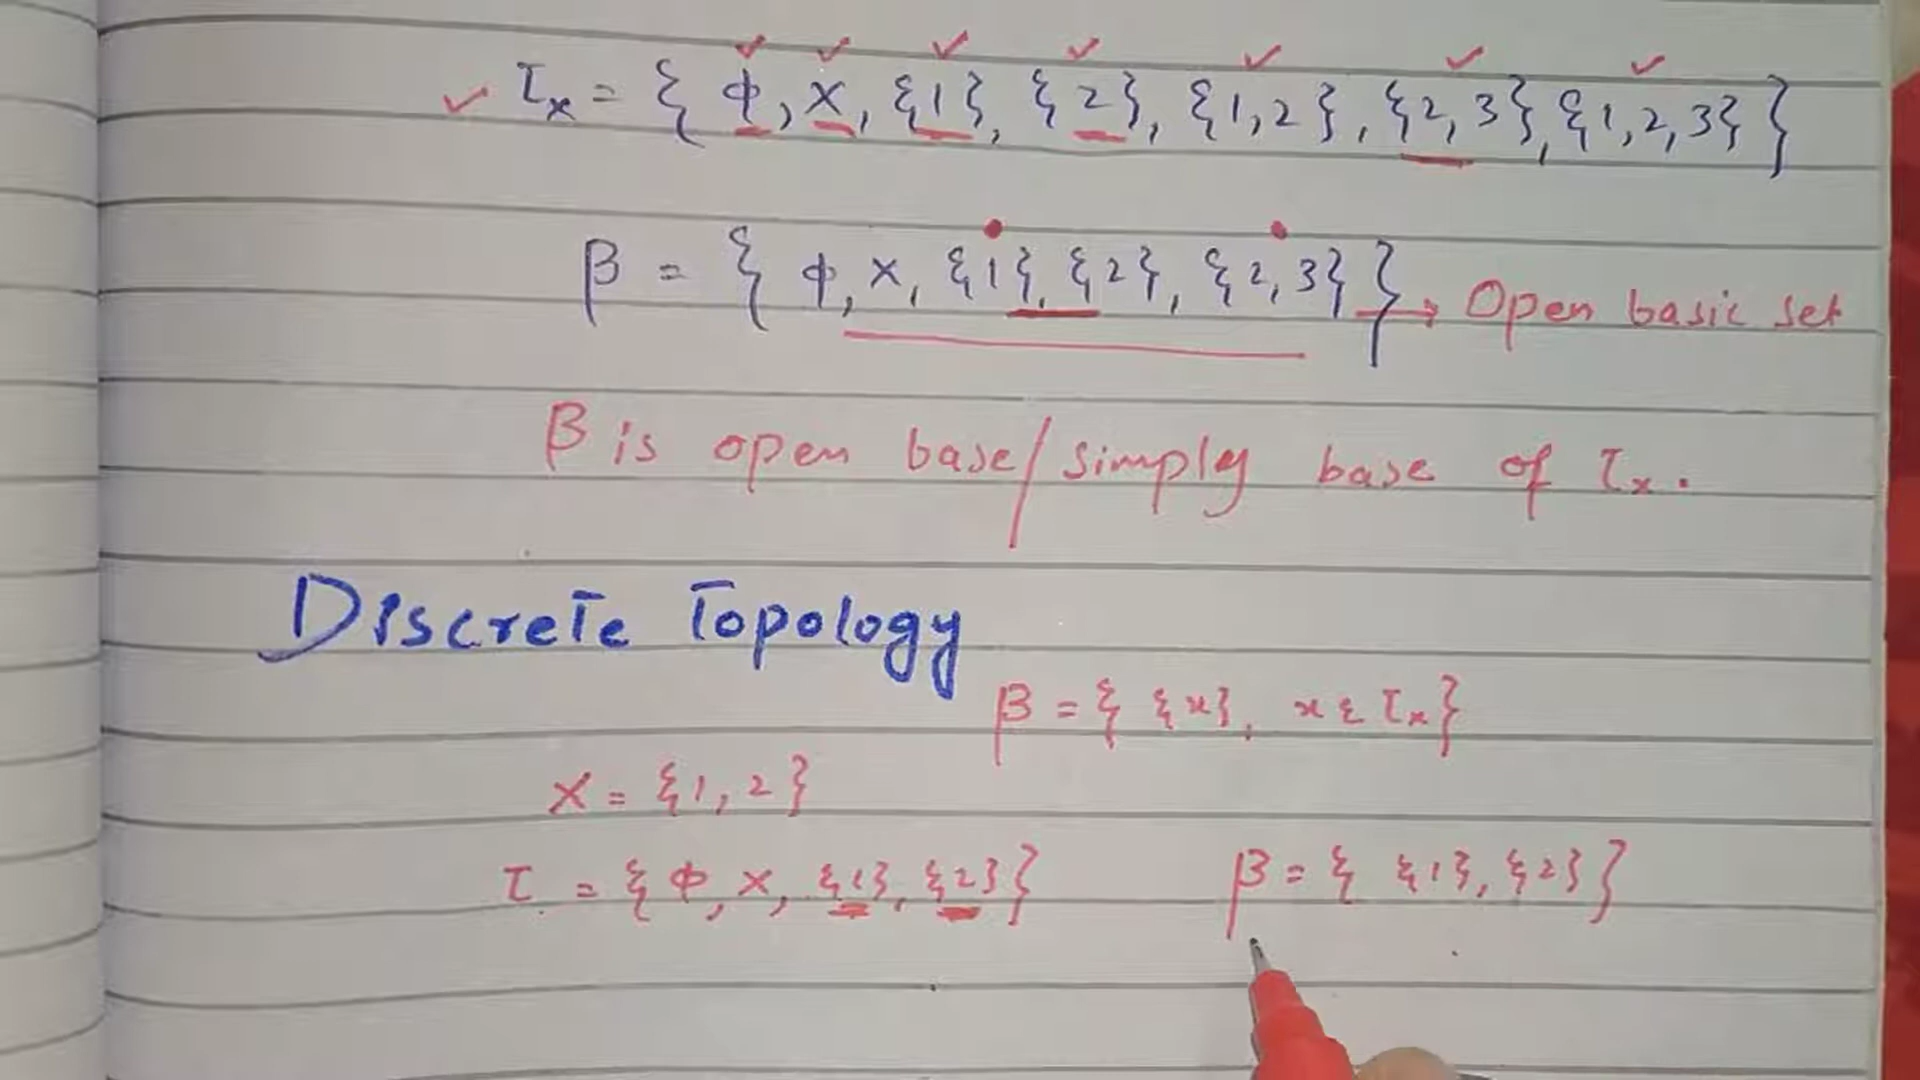 τx = { ф, X, {1}, {2}, {1,2}, {2,3}, {1,2,3} }
β = { ф, X, {1}, {2}, {2,3} } → Open basic set
β is open base/simply base of τx.
Discrete Topology
β = { {x}, x ε τx }
X = {1,2}
τ = { ф, X, {1}, {2} }
β = { {1}, {2} }